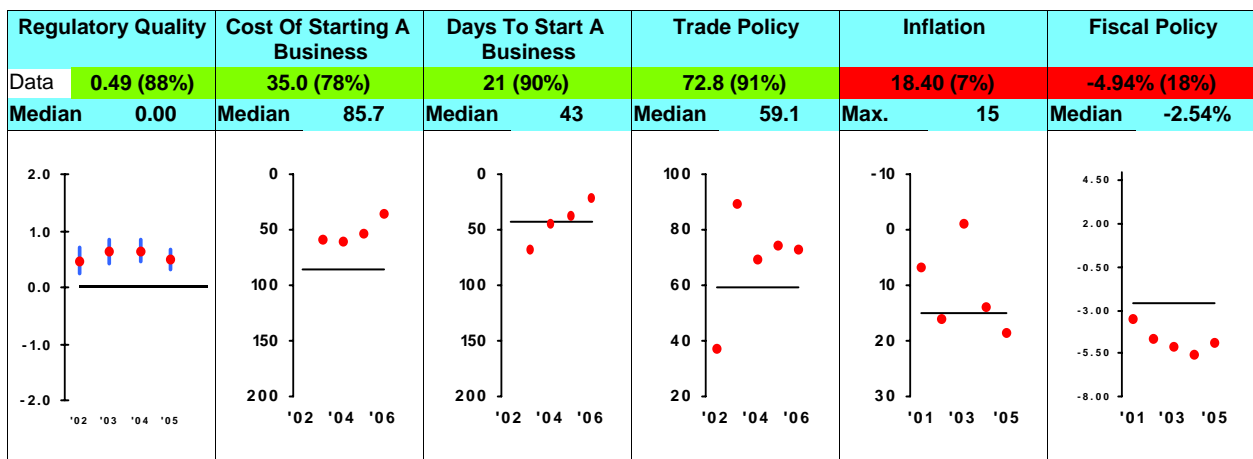 Regulatory Quality
Cost Of Starting A
Business
Days To Start A
Business
Trade Policy
Inflation
Fiscal Policy
Data 0.49 (88%) 35.0 (78%) 21 (90%) 72.8 (91%) 18.40 (7%) -4.94% (18%)
Median 0.00 Median 85.7 Median 43 Median 59.1 Max. 15 Median -2.54%
2.0
1.0
0.0
-1.0
-2.0
'02 '03 '04 '05
0
50
100
150
200
'02 '04 '06
0
50
100
150
200
'02 '04 '06
100
80
60
40
20
'02 '04 '06
-10
0
10
20
30
'01 '03 '05
4.50
2.00
-0.50
-3.00
-5.50
-8.00
'01 '03 '05